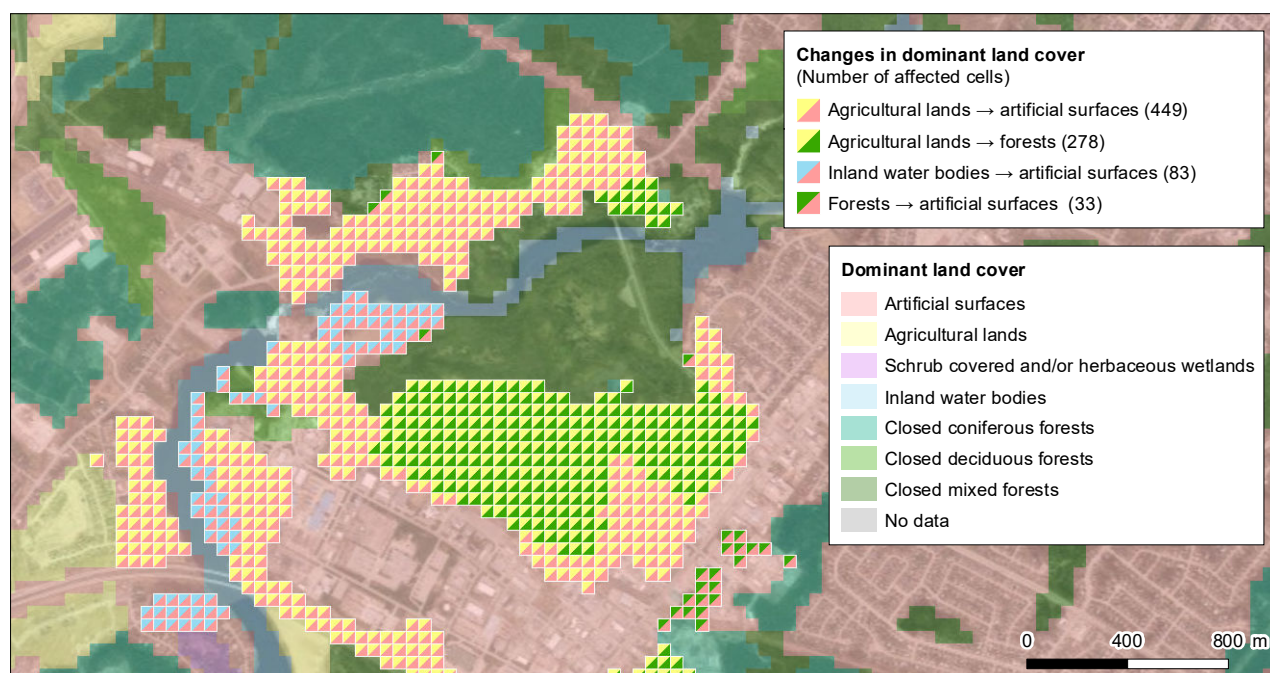 Changes in dominant land cover
(Number of affected cells)
Agricultural lands → artificial surfaces (449)
Agricultural lands → forests (278)
Inland water bodies → artificial surfaces (83)
Forests → artificial surfaces (33)
Dominant land cover
Artificial surfaces
Agricultural lands
Schrub covered and/or herbaceous wetlands
Inland water bodies
Closed coniferous forests
Closed deciduous forests
Closed mixed forests
No data
0 400 800 m